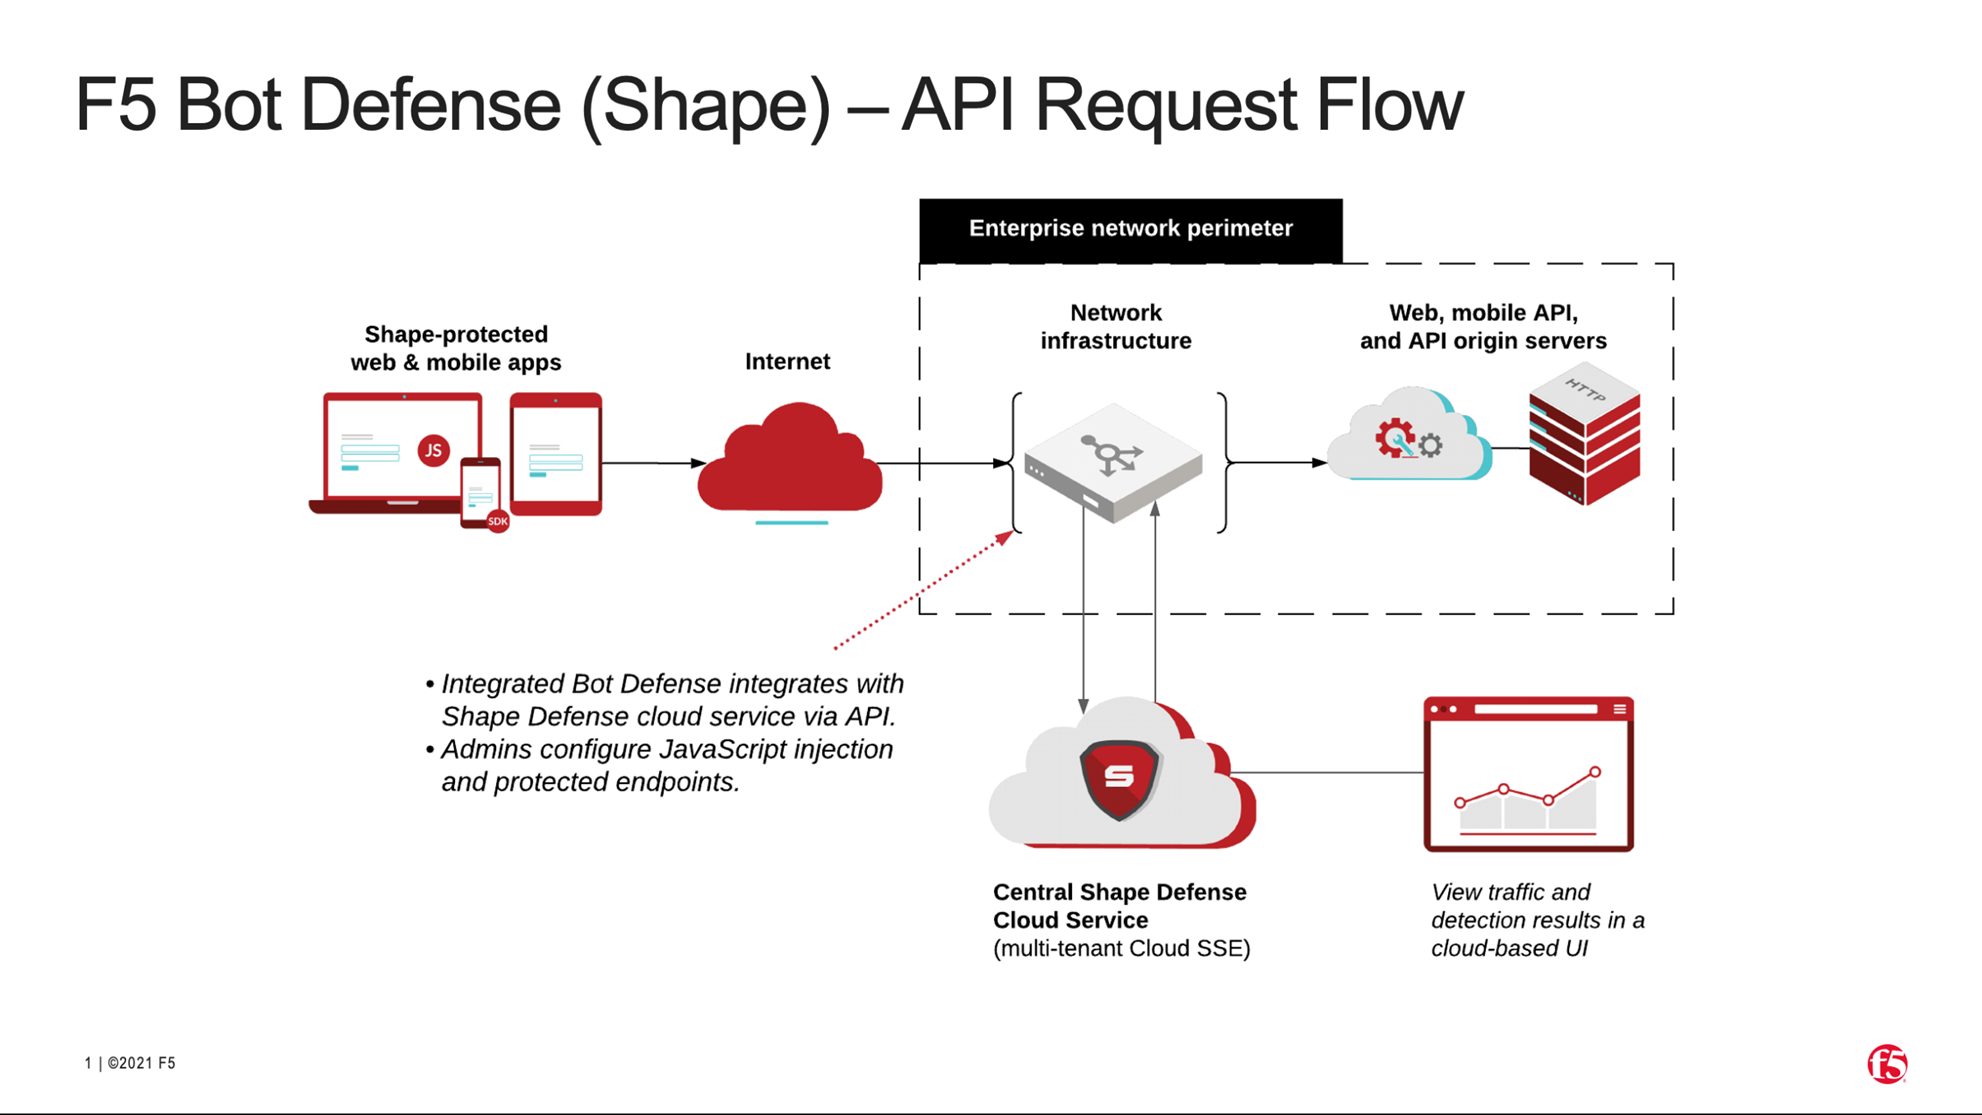 F5 Bot Defense (Shape) – API Request Flow
Enterprise network perimeter
Shape-protected
web & mobile apps
Internet
Network
infrastructure
Web, mobile API,
and API origin servers
JS
SDK
HTTP
• Integrated Bot Defense integrates with
Shape Defense cloud service via API.
• Admins configure JavaScript injection
and protected endpoints.
S
Central Shape Defense
Cloud Service
(multi-tenant Cloud SSE)
View traffic and
detection results in a
cloud-based UI
1 | ©2021 F5
f5